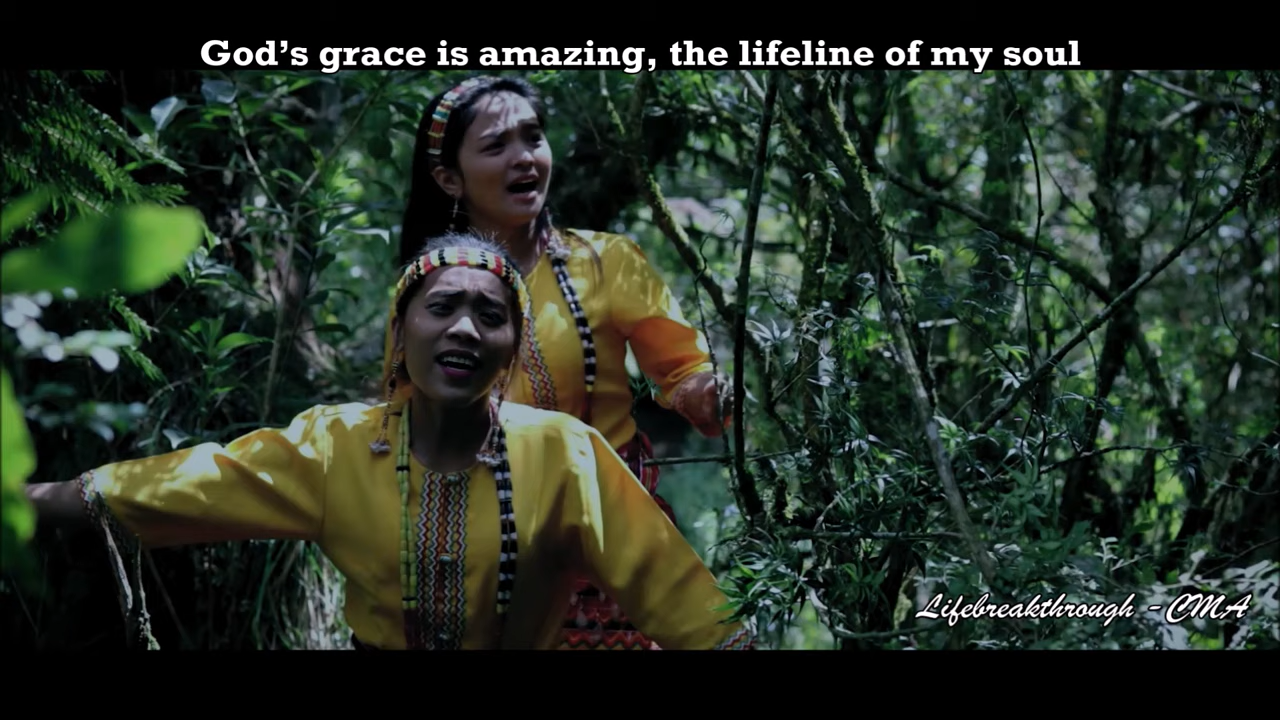 God's grace is amazing, the lifeline of my soul
Lifebreakthrough - CMA